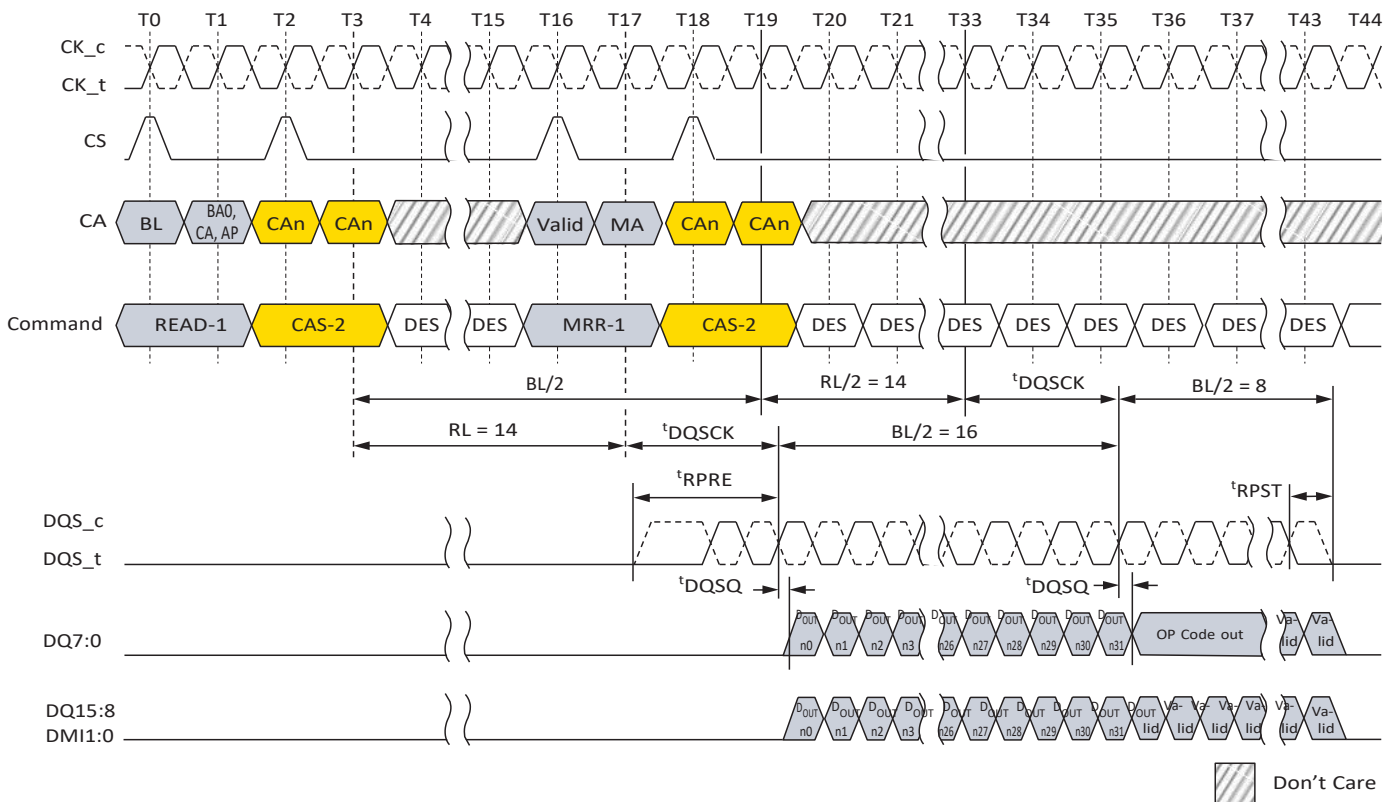 T0 T1 T2 T3 T4 T15 T16 T17 T18 T19 T20 T21 T33 T34 T35 T36 T37 T43 T44
CK_c
CK_t
CS
CA BL BA0, CA, AP CAn CAn Valid MA CAn CAn
Command READ-1 CAS-2 DES DES MRR-1 CAS-2 DES DES DES DES DES DES DES DES
BL/2 RL/2 = 14 tDQSCK BL/2 = 8
RL = 14 tDQSCK BL/2 = 16
tRPRE tRPST
DQS_c
DQS_t
tDQSQ tDQSQ
DQ7:0 DOUT n0 DOUT n1 DOUT n2 DOUT n3 DOUT n26 DOUT n27 DOUT n28 DOUT n29 DOUT n30 DOUT n31 OP Code out Va-lid Va-lid
DQ15:8
DMI1:0
DOUT DOUT DOUT DOUT DOUT DOUT DOUT DOUT DOUT DOUT Va- Va- Va- Va- Va-
n0 n1 n2 n3 n26 n27 n28 n29 n30 n31 lid lid lid lid lid lid
Don't Care